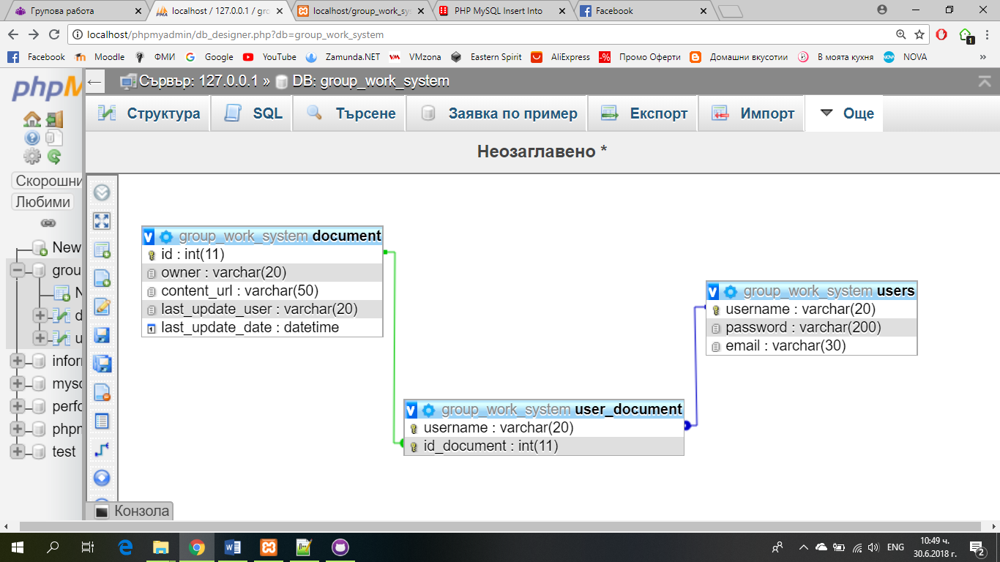 Групова работа
localhost / 127.0.0.1 / gro
localhost/group_work_sys
PHP MySQL Insert Into
Facebook
localhost/phpmyadmin/db_designer.php?db=group_work_system
1
Facebook
Moodle
ФМИ
Google
YouTube
Zamunda.NET
VMzona
Eastern Spirit
AliExpress
Промо Оферти
Домашни вкусотии
В моята кухня
NOVA
»
phpM
Сървър: 127.0.0.1 » DB: group_work_system
Структура
SQL
Търсене
Заявка по пример
Експорт
Импорт
Още
Неозаглавено *
Скорошни
Любими
New
grou
N
d
u
infor
mysq
perfo
phpm
test
v group_work_system document
id : int(11)
owner : varchar(20)
content_url : varchar(50)
last_update_user : varchar(20)
last_update_date : datetime
v group_work_system users
username : varchar(20)
password : varchar(200)
email : varchar(30)
v group_work_system user_document
username : varchar(20)
id_document : int(11)
Конзола
ENG
10:49 ч.
30.6.2018 г.
2